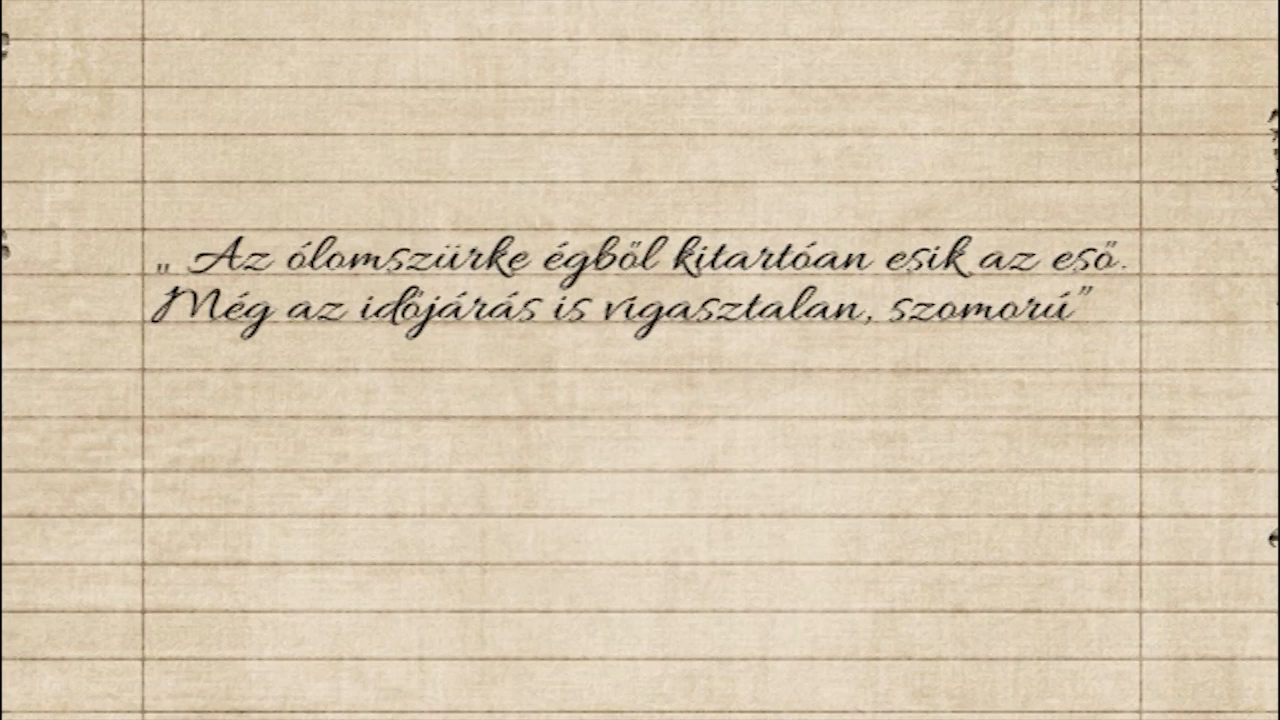 „ Az ólomszürke égből kitartóan esik az eső.
Még az időjárás is vigasztalan, szomorú”